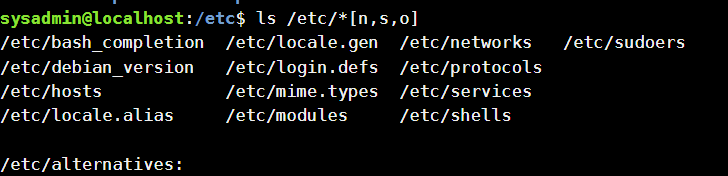 sysadmin@localhost:/etc$ ls /etc/*[n,s,o]
/etc/bash_completion  /etc/locale.gen  /etc/networks   /etc/sudoers
/etc/debian_version   /etc/login.defs  /etc/protocols
/etc/hosts            /etc/mime.types  /etc/services
/etc/locale.alias     /etc/modules     /etc/shells

/etc/alternatives: